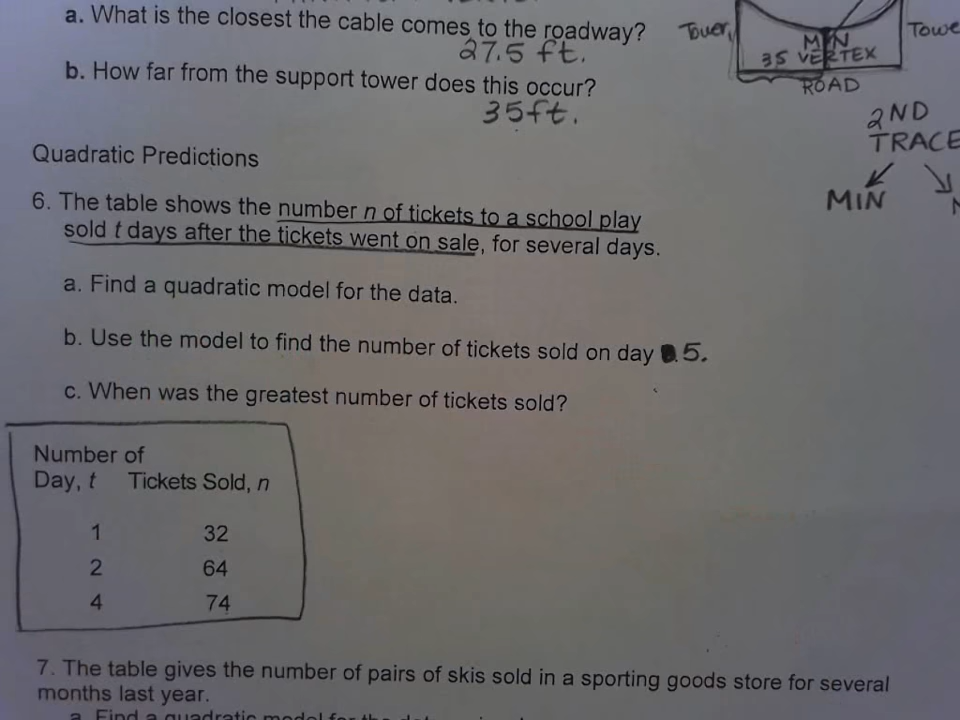 a. What is the closest the cable comes to the roadway?
27.5 ft.
b. How far from the support tower does this occur?
35ft.
Tower
MIN
35 VERTEX
ROAD
2ND
TRACE
MIN
Quadratic Predictions
6. The table shows the number n of tickets to a school play
sold t days after the tickets went on sale, for several days.
a. Find a quadratic model for the data.
b. Use the model to find the number of tickets sold on day 5.
c. When was the greatest number of tickets sold?
Number of
Day, t Tickets Sold, n
1 32
2 64
4 74
7. The table gives the number of pairs of skis sold in a sporting goods store for several
months last year.
a. Find a quadratic model for the